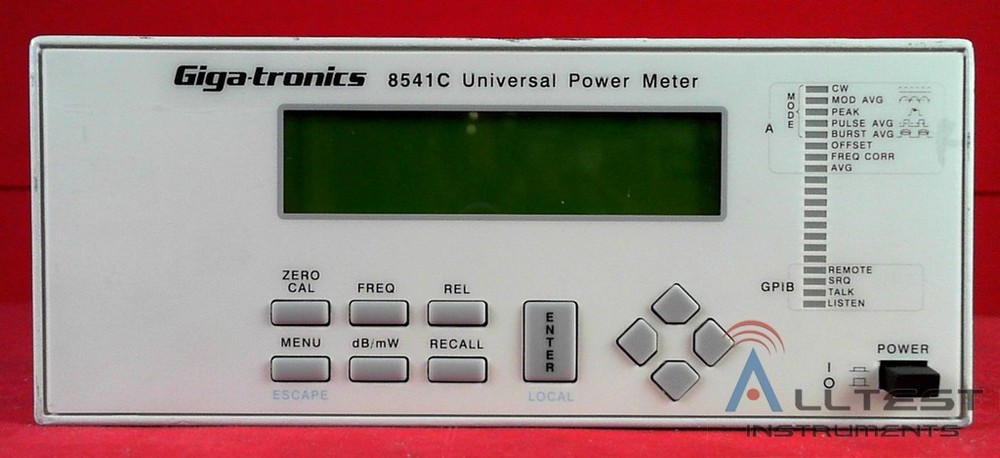 Giga-tronics 8541C Universal Power Meter
MODE
A
CW
MOD AVG
PEAK
PULSE AVG
BURST AVG
OFFSET
FREQ CORR
AVG
GPIB
REMOTE
SRQ
TALK
LISTEN
ZERO
CAL
FREQ
REL
MENU
dB/mW
RECALL
ESCAPE
ENTER
LOCAL
POWER
I
O
ALLTEST
INSTRUMENTS